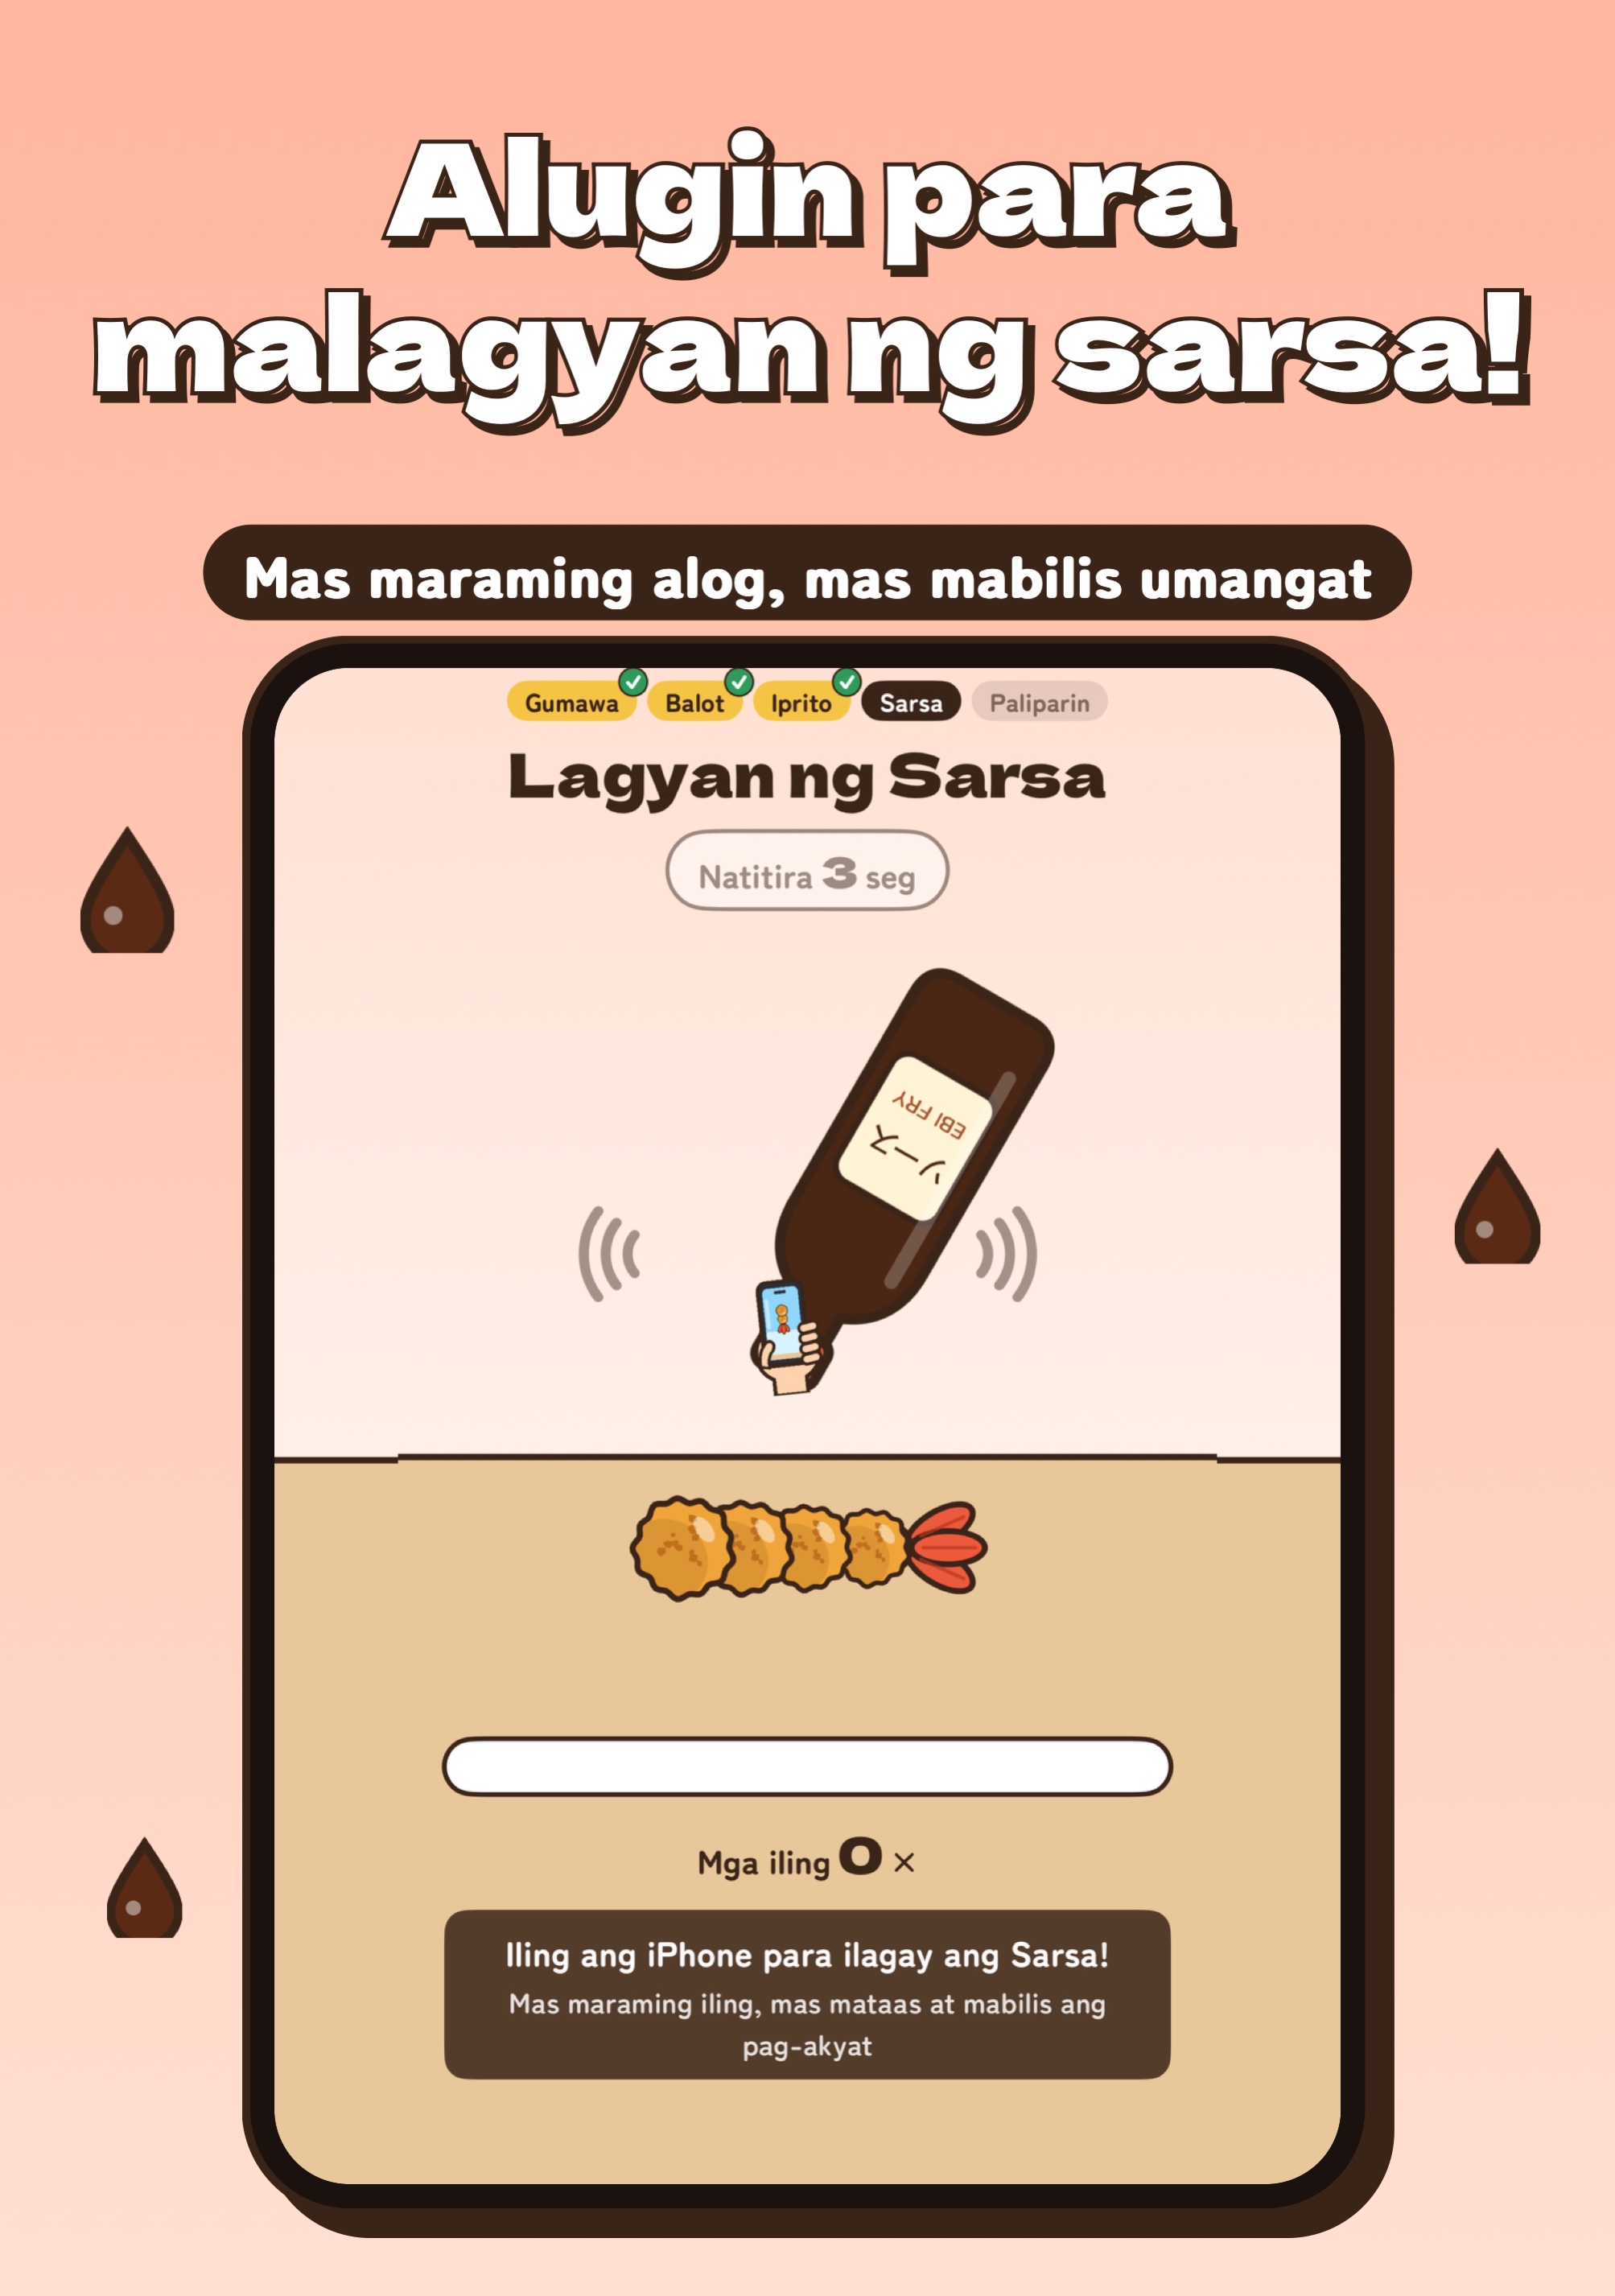 Alugin para
malagyan ng sarsa!
Mas maraming alog, mas mabilis umangat
Gumawa Balot Iprito Sarsa Paliparin
Lagyan ng Sarsa
Natitira 3 seg
ソース
EBI FRY
Mga iling 0 ×
Iling ang iPhone para ilagay ang Sarsa!
Mas maraming iling, mas mataas at mabilis ang
pag-akyat